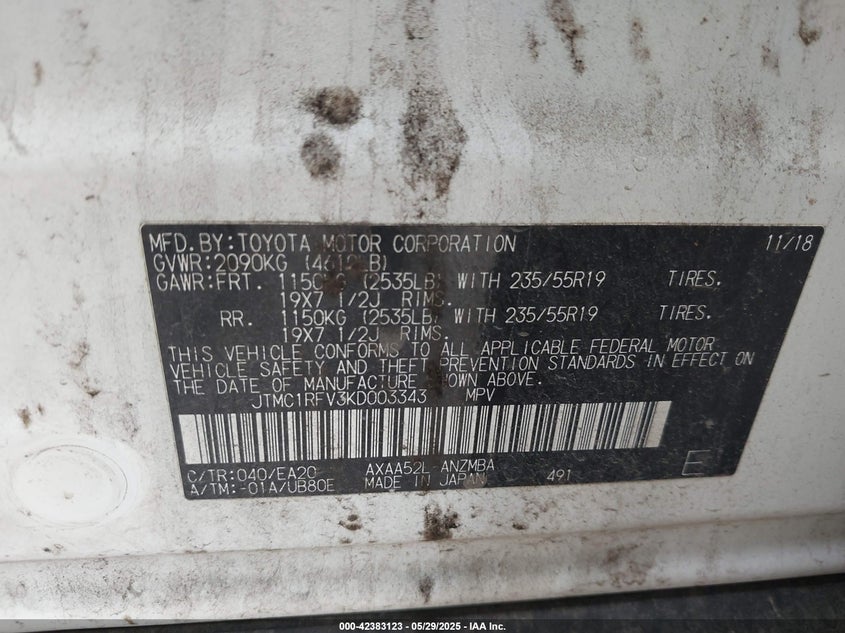 MFD.BY:TOYOTA MOTOR CORPORATION 11/18
GVWR:2090KG (4610LB)
GAWR:FRT. 1150KG (2535LB) WITH 235/55R19 TIRES.
19X7 1/2J RIMS.
RR. 1150KG (2535LB) WITH 235/55R19 TIRES.
19X7 1/2J RIMS.
THIS VEHICLE CONFORMS TO ALL APPLICABLE FEDERAL MOTOR
VEHICLE SAFETY AND THEFT PREVENTION STANDARDS IN EFFECT ON
THE DATE OF MANUFACTURE SHOWN ABOVE.
JTMC1RFV3KD003343 MPV
C/TR:040/EA20 AXAA52L-ANZMBA
A/TM:-01A/UB80E MADE IN JAPAN 491 E
000-42383123 - 05/29/2025 - IAA Inc.